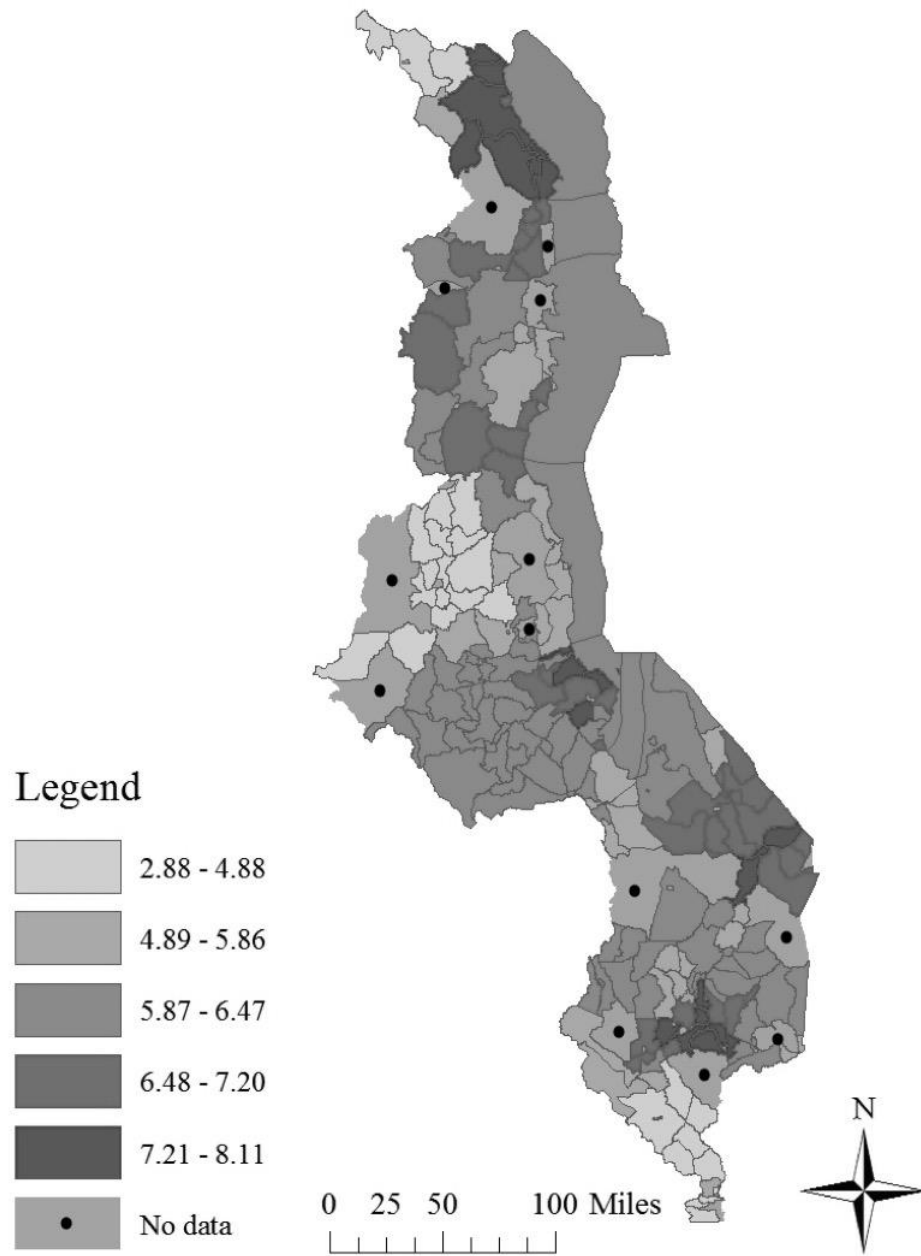 Legend
2.88 - 4.88
4.89 - 5.86
5.87 - 6.47
6.48 - 7.20
7.21 - 8.11
No data
0 25 50 100 Miles
N